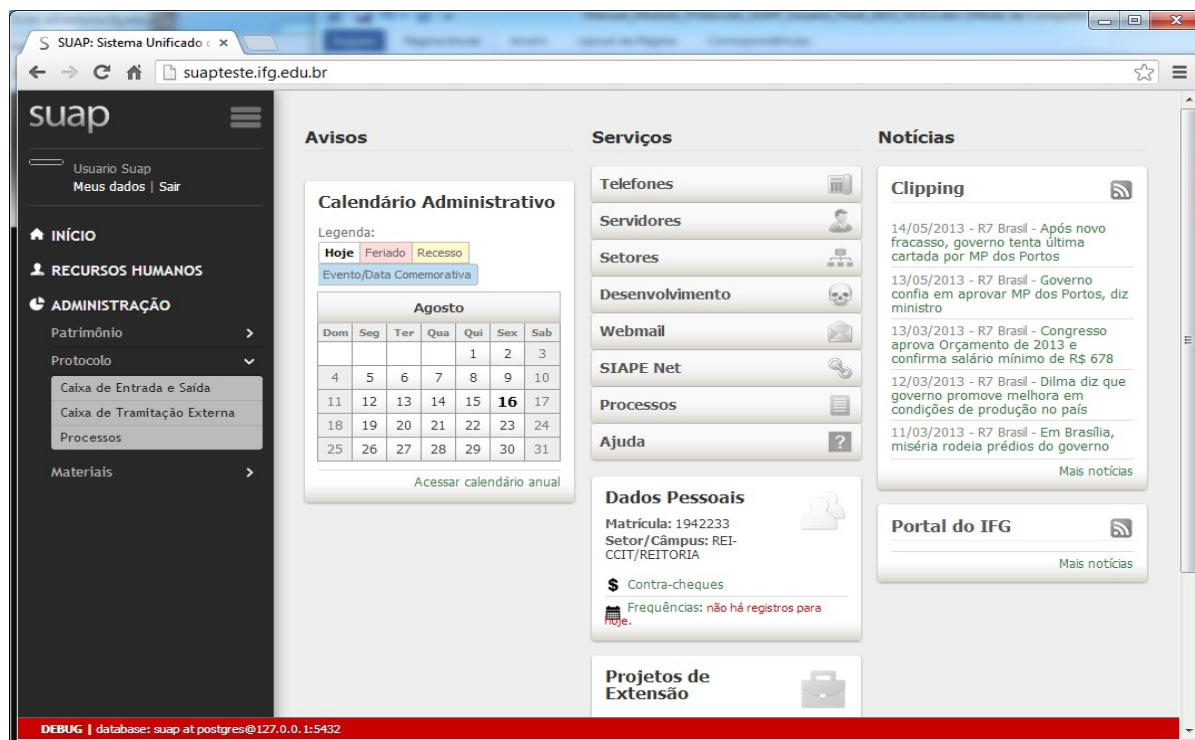 SUAP: Sistema Unificado d
suapteste.ifg.edu.br
suap
Usuario Suap
Meus dados | Sair
INÍCIO
RECURSOS HUMANOS
ADMINISTRAÇÃO
Patrimônio
Protocolo
Caixa de Entrada e Saída
Caixa de Tramitação Externa
Processos
Materiais
Avisos
Calendário Administrativo
Legenda:
Hoje Feriado Recesso
Evento/Data Comemorativa
Agosto
Dom Seg Ter Qua Qui Sex Sab
1 2 3
4 5 6 7 8 9 10
11 12 13 14 15 16 17
18 19 20 21 22 23 24
25 26 27 28 29 30 31
Acessar calendário anual
Serviços
Telefones
Servidores
Setores
Desenvolvimento
Webmail
SIAPE Net
Processos
Ajuda
Dados Pessoais
Matrícula: 1942233
Setor/Câmpus: REI-
CCIT/REITORIA
Contra-cheques
Frequências: não há registros para
hoje.
Projetos de
Extensão
Notícias
Clipping
14/05/2013 - R7 Brasil - Após novo
fracasso, governo tenta última
cartada por MP dos Portos
13/05/2013 - R7 Brasil - Governo
confia em aprovar MP dos Portos, diz
ministro
13/03/2013 - R7 Brasil - Congresso
aprova Orçamento de 2013 e
confirma salário mínimo de R$ 678
12/03/2013 - R7 Brasil - Dilma diz que
governo promove melhora em
condições de produção no país
11/03/2013 - R7 Brasil - Em Brasília,
miséria rodeia prédios do governo
Mais notícias
Portal do IFG
Mais notícias
DEBUG | database: suap at postgres@127.0.0.1:5432